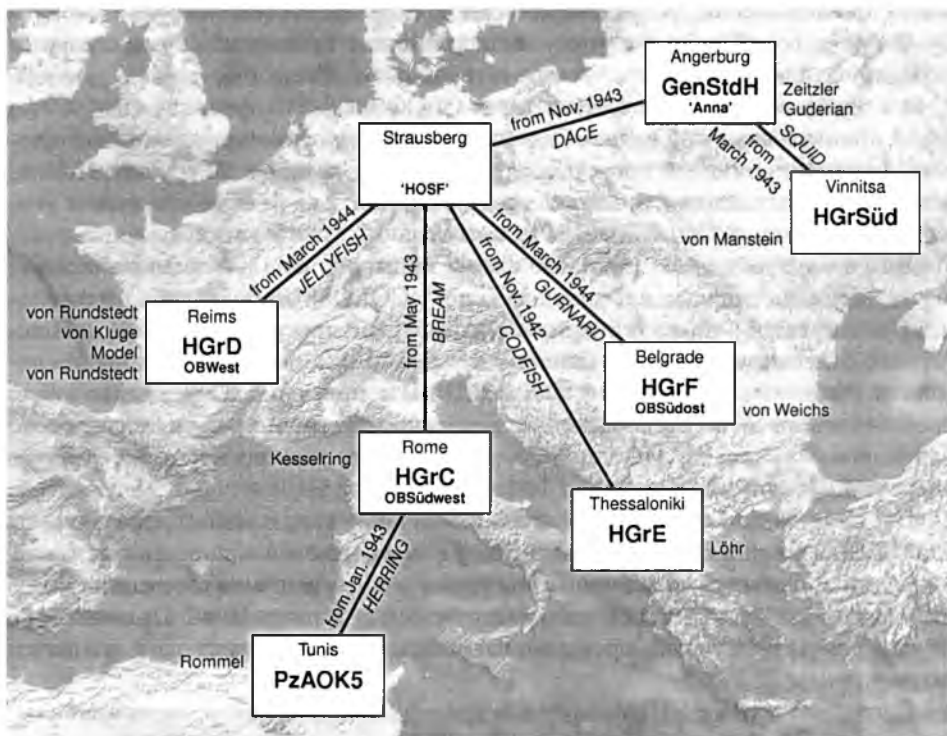 Angerburg
GenStdH
'Anna'
Zeitzler
Guderian
from Nov. 1943
DACE
SQUID
from
March 1943
Strausberg
'HOSF'
Vinnitsa
HGrSüd
von Manstein
from March 1944
JELLYFISH
from May 1943
BREAM
from Nov. 1942
CODFISH
from March 1944
GURNARD
von Rundstedt
von Kluge
Model
von Rundstedt
Reims
HGrD
OBWest
Belgrade
HGrF
OBSüdost
von Weichs
Kesselring
Rome
HGrC
OBSüdwest
Thessaloniki
HGrE
Löhr
from Jan. 1943
HERRING
Rommel
Tunis
PzAOK5